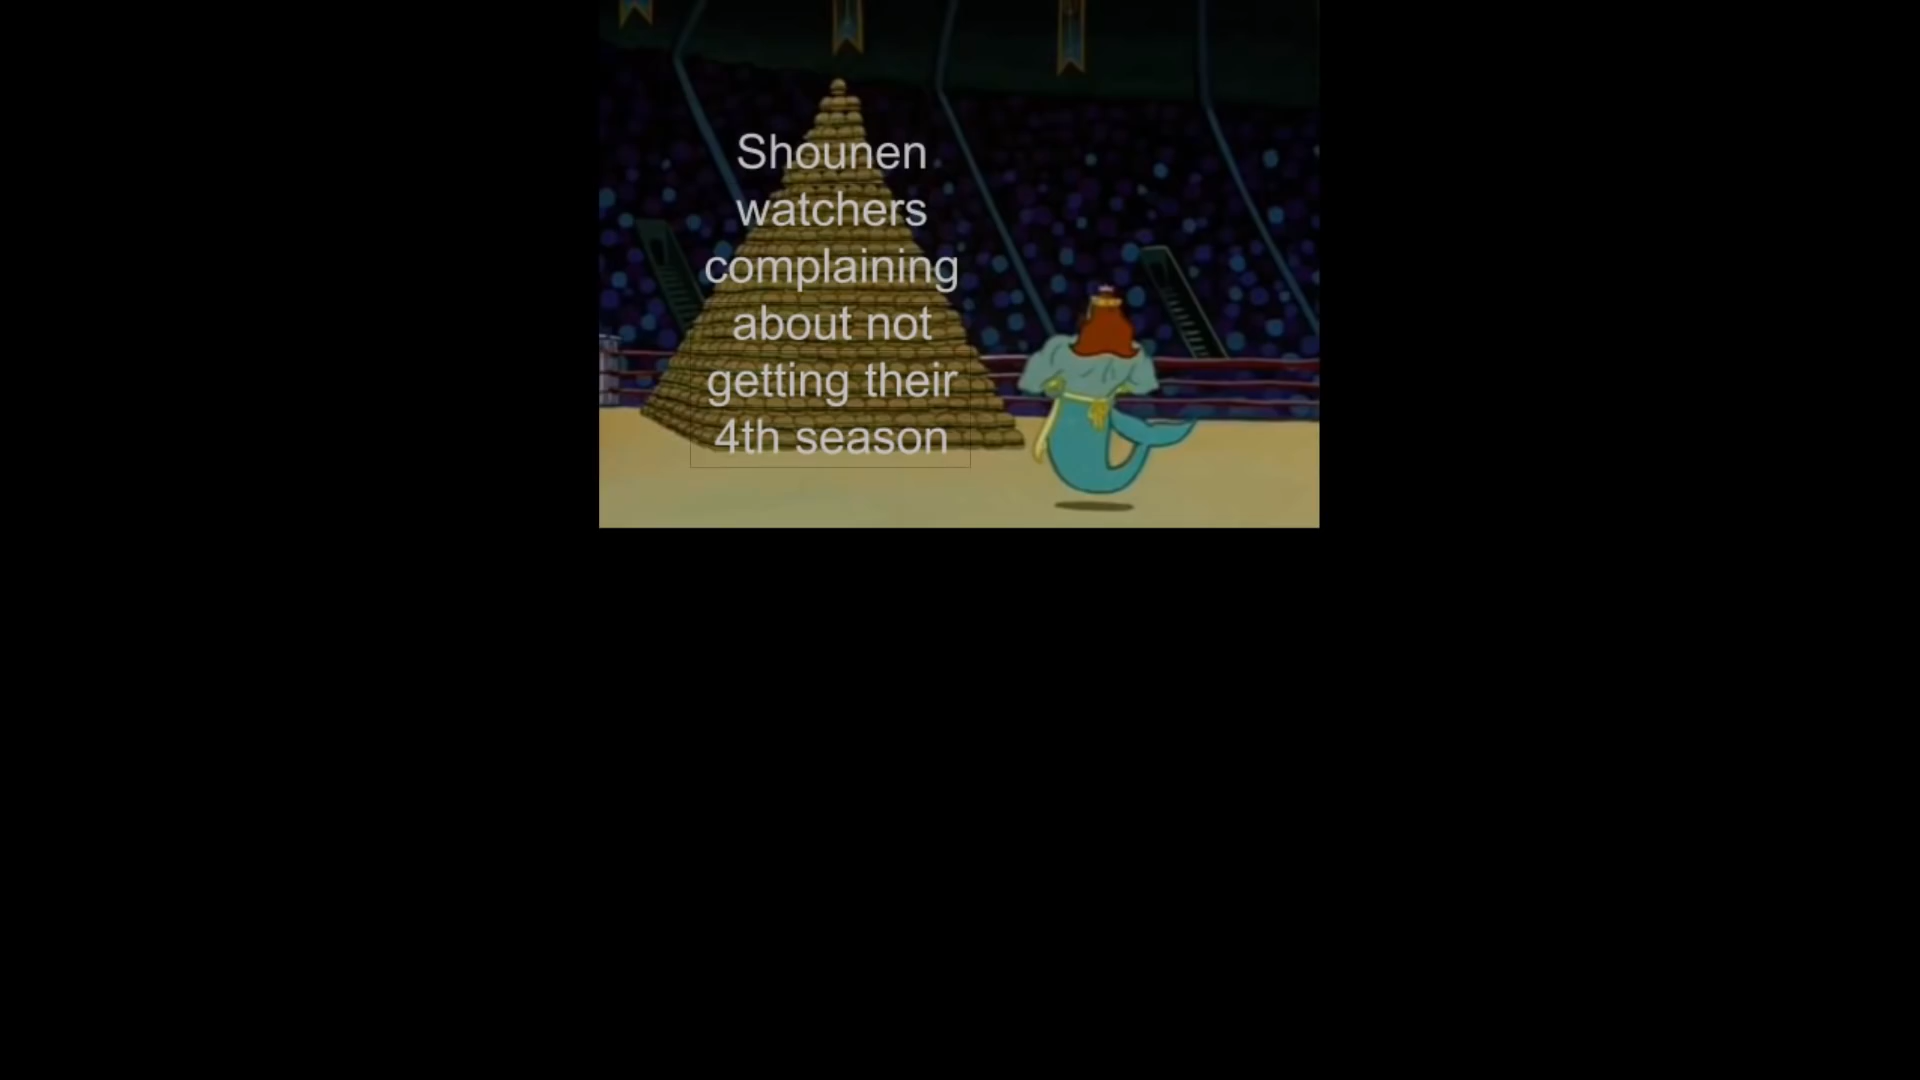 Shounen
watchers
complaining
about not
getting their
4th season